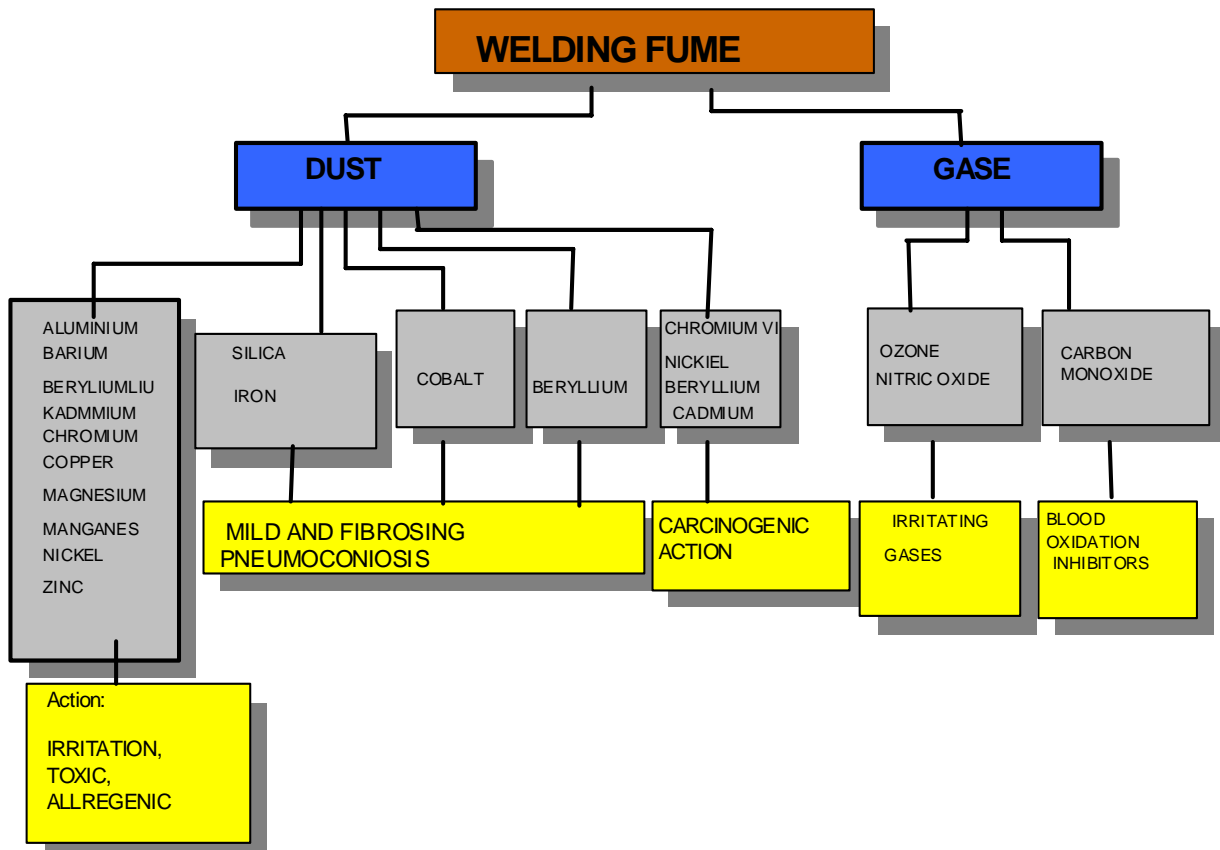 WELDING FUME
DUST
GASE
ALUMINIUM
BARIUM
BERYLIUMLIU
KADMMIUM
CHROMIUM
COPPER
MAGNESIUM
MANGANES
NICKEL
ZINC
SILICA
IRON
COBALT
BERYLLIUM
CHROMIUM VI
NICKIEL
BERYLLIUM
CADMIUM
OZONE
NITRIC OXIDE
CARBON
MONOXIDE
MILD AND FIBROSING
PNEUMOCONIOSIS
CARCINOGENIC
ACTION
IRRITATING
GASES
BLOOD
OXIDATION
INHIBITORS
Action:
IRRITATION,
TOXIC,
ALLREGENIC